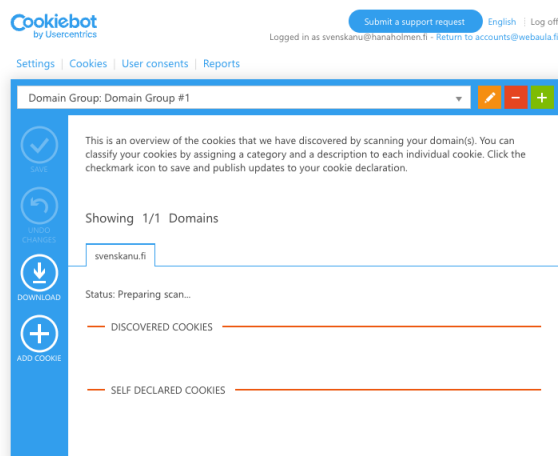 Cookiebot
by Usercentrics
Submit a support request English Log off
Logged in as svenskanu@hanaholmen.fi - Return to accounts@webaula.fi
Settings | Cookies | User consents | Reports
Domain Group: Domain Group #1
SAVE
This is an overview of the cookies that we have discovered by scanning your domain(s). You can
classify your cookies by assigning a category and a description to each individual cookie. Click the
checkmark icon to save and publish updates to your cookie declaration.
UNDO
CHANGES
Showing 1/1 Domains
svenskanu.fi
DOWNLOAD
Status: Preparing scan...
DISCOVERED COOKIES
ADD COOKIE
SELF DECLARED COOKIES